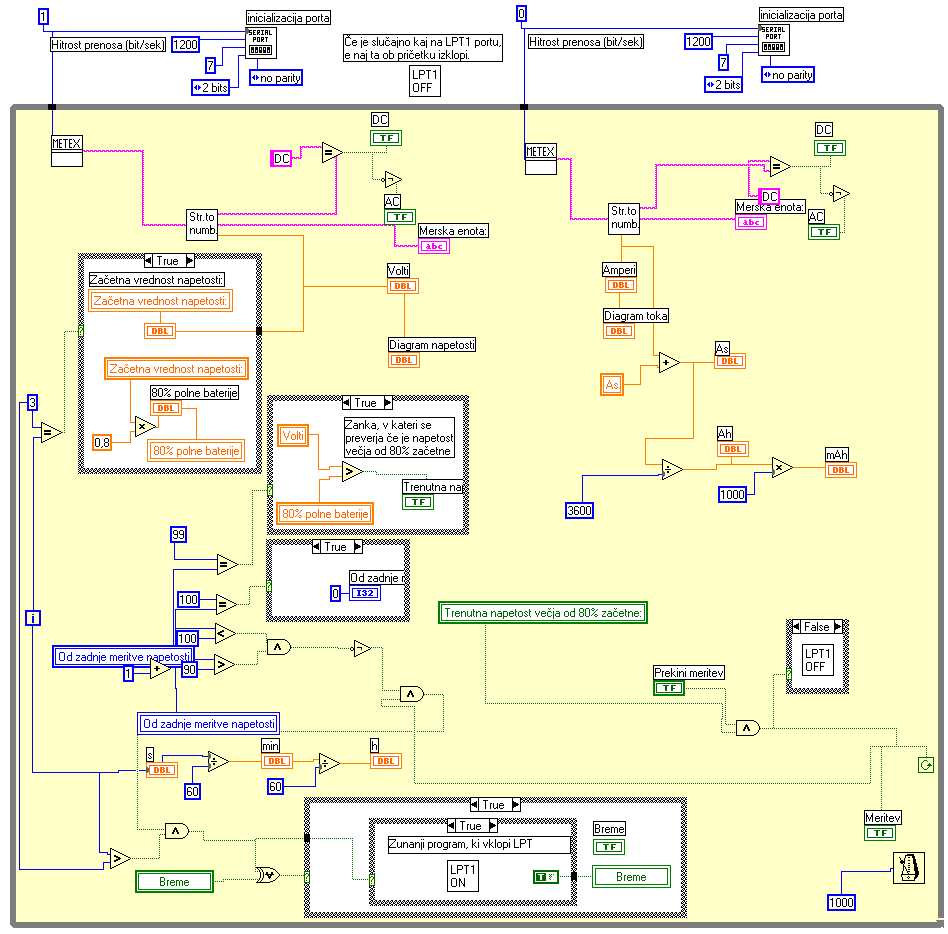 1
inicializacija porta
SERIAL
PORT
Hitrost prenosa (bit/sek)
1200
7
2 bits
no parity
Če je slučajno kaj na LPT1 portu,
e naj ta ob pričetku izklopi.
LPT1
OFF
0
inicializacija porta
SERIAL
PORT
Hitrost prenosa (bit/sek)
1200
7
2 bits
no parity
METEX
DC
DC
TF
AC
TF
Str.to
numb.
Merska enota:
abc
METEX
DC
TF
DC
Merska enota:
abc
AC
TF
Str.to
numb.
True
Začetna vrednost napetosti:
Začetna vrednost napetosti:
DBL
Začetna vrednost napetosti:
80% polne baterije
DBL
0,8
80% polne baterije
Volti
DBL
Diagram napetosti
DBL
Amperi
DBL
Diagram toka
DBL
As
DBL
As
Ah
DBL
mAh
DBL
3600
1000
3
True
Zanka, v kateri se
preverja če je napetost
večja od 80% začetne
Volti
Trenutna na
TF
80% polne baterije
99
True
Od zadnje r
0
I32
100
100
90
i
Od zadnje meritve napetosti
1
Od zadnje meritve napetosti
Trenutna napetost večja od 80% začetne:
False
LPT1
OFF
Prekini meritev
TF
s
DBL
min
DBL
h
DBL
60
60
True
True
Zunanji program, ki vklopi LPT
LPT1
ON
T F
Breme
TF
Breme
Breme
Meritev
TF
1000